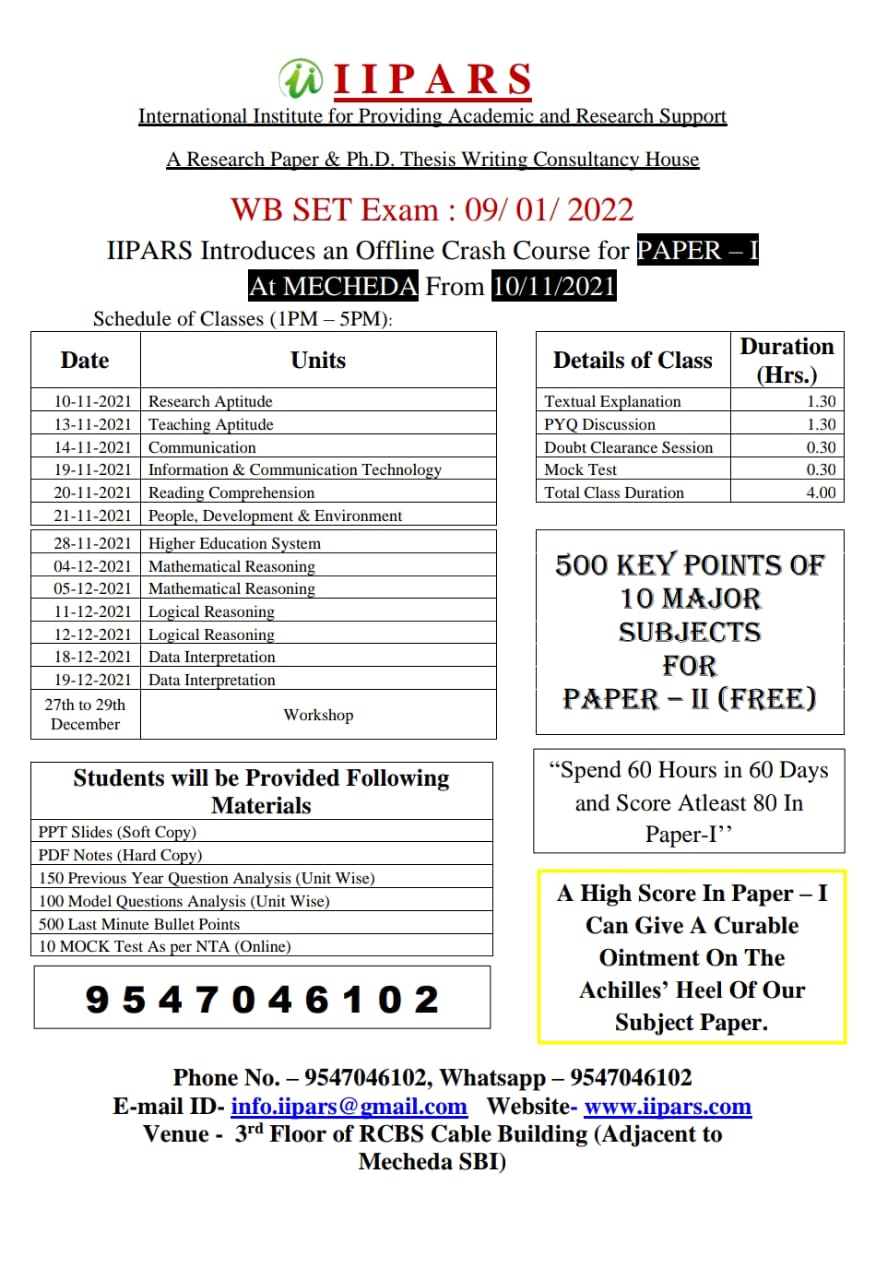 IIPARS
International Institute for Providing Academic and Research Support
A Research Paper & Ph.D. Thesis Writing Consultancy House
WB SET Exam : 09/ 01/ 2022
IIPARS Introduces an Offline Crash Course for PAPER – I
At MECHEDA From 10/11/2021
Schedule of Classes (1PM – 5PM):
Date Units
10-11-2021 Research Aptitude
13-11-2021 Teaching Aptitude
14-11-2021 Communication
19-11-2021 Information & Communication Technology
20-11-2021 Reading Comprehension
21-11-2021 People, Development & Environment
28-11-2021 Higher Education System
04-12-2021 Mathematical Reasoning
05-12-2021 Mathematical Reasoning
11-12-2021 Logical Reasoning
12-12-2021 Logical Reasoning
18-12-2021 Data Interpretation
19-12-2021 Data Interpretation
27th to 29th
December
Workshop
Details of Class Duration
(Hrs.)
Textual Explanation 1.30
PYQ Discussion 1.30
Doubt Clearance Session 0.30
Mock Test 0.30
Total Class Duration 4.00
500 KEY POINTS OF
10 MAJOR
SUBJECTS
FOR
PAPER – II (FREE)
Students will be Provided Following
Materials
PPT Slides (Soft Copy)
PDF Notes (Hard Copy)
150 Previous Year Question Analysis (Unit Wise)
100 Model Questions Analysis (Unit Wise)
500 Last Minute Bullet Points
10 MOCK Test As per NTA (Online)
9547046102
“Spend 60 Hours in 60 Days
and Score Atleast 80 In
Paper-I’’
A High Score In Paper – I
Can Give A Curable
Ointment On The
Achilles’ Heel Of Our
Subject Paper.
Phone No. – 9547046102, Whatsapp – 9547046102
E-mail ID- info.iipars@gmail.com Website- www.iipars.com
Venue - 3rd Floor of RCBS Cable Building (Adjacent to
Mecheda SBI)